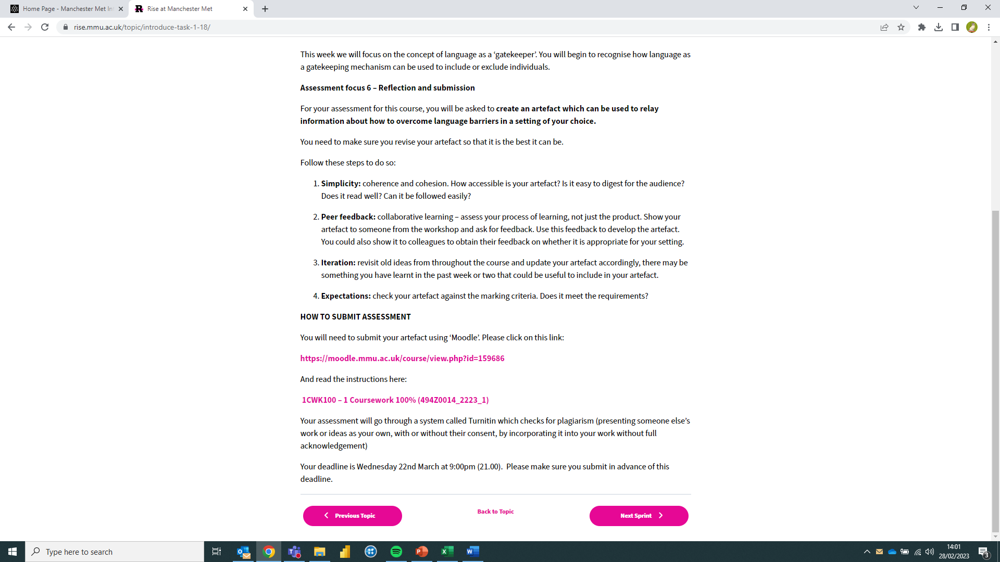 Home Page - Manchester Met Int
Rise at Manchester Met
rise.mmu.ac.uk/topic/introduce-task-1-18/
This week we will focus on the concept of language as a ‘gatekeeper’. You will begin to recognise how language as
a gatekeeping mechanism can be used to include or exclude individuals.
Assessment focus 6 – Reflection and submission
For your assessment for this course, you will be asked to create an artefact which can be used to relay
information about how to overcome language barriers in a setting of your choice.
You need to make sure you revise your artefact so that it is the best it can be.
Follow these steps to do so:
1. Simplicity: coherence and cohesion. How accessible is your artefact? Is it easy to digest for the audience?
Does it read well? Can it be followed easily?
2. Peer feedback: collaborative learning – assess your process of learning, not just the product. Show your
artefact to someone from the workshop and ask for feedback. Use this feedback to develop the artefact.
You could also show it to colleagues to obtain their feedback on whether it is appropriate for your setting.
3. Iteration: revisit old ideas from throughout the course and update your artefact accordingly, there may be
something you have learnt in the past week or two that could be useful to include in your artefact.
4. Expectations: check your artefact against the marking criteria. Does it meet the requirements?
HOW TO SUBMIT ASSESSMENT
You will need to submit your artefact using ‘Moodle’. Please click on this link:
https://moodle.mmu.ac.uk/course/view.php?id=159686
And read the instructions here:
1CWK100 – 1 Coursework 100% (494Z0014_2223_1)
Your assessment will go through a system called Turnitin which checks for plagiarism (presenting someone else’s
work or ideas as your own, with or without their consent, by incorporating it into your work without full
acknowledgement)
Your deadline is Wednesday 22nd March at 9:00pm (21.00).  Please make sure you submit in advance of this
deadline.
Previous Topic
Back to Topic
Next Sprint
Type here to search
14:01
28/02/2023
3